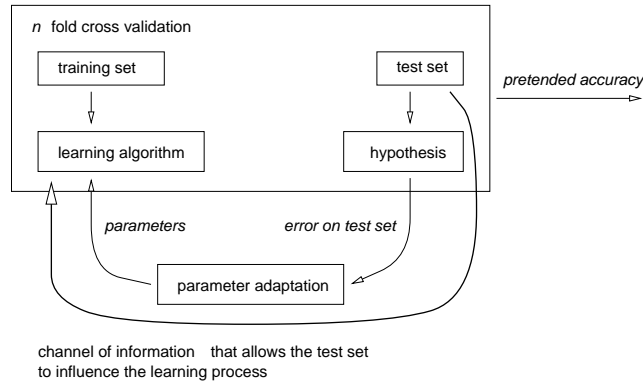 n fold cross validation
training set
test set
pretended accuracy
learning algorithm
hypothesis
parameters
error on test set
parameter adaptation
channel of information that allows the test set
to influence the learning process